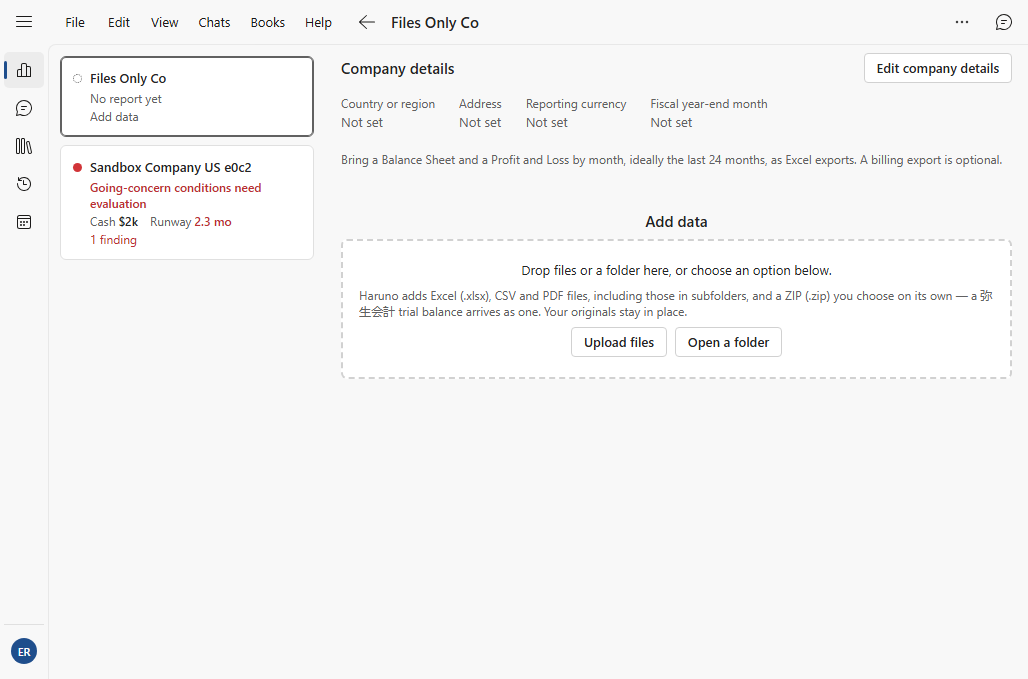 File Edit View Chats Books Help Files Only Co
Files Only Co
No report yet
Add data
Sandbox Company US e0c2
Going-concern conditions need
evaluation
Cash $2k Runway 2.3 mo
1 finding
Company details
Edit company details
Country or region Address Reporting currency Fiscal year-end month
Not set Not set Not set Not set
Bring a Balance Sheet and a Profit and Loss by month, ideally the last 24 months, as Excel exports. A billing export is optional.
Add data
Drop files or a folder here, or choose an option below.
Haruno adds Excel (.xlsx), CSV and PDF files, including those in subfolders, and a ZIP (.zip) you choose on its own — a 弥
生会計 trial balance arrives as one. Your originals stay in place.
Upload files Open a folder
ER